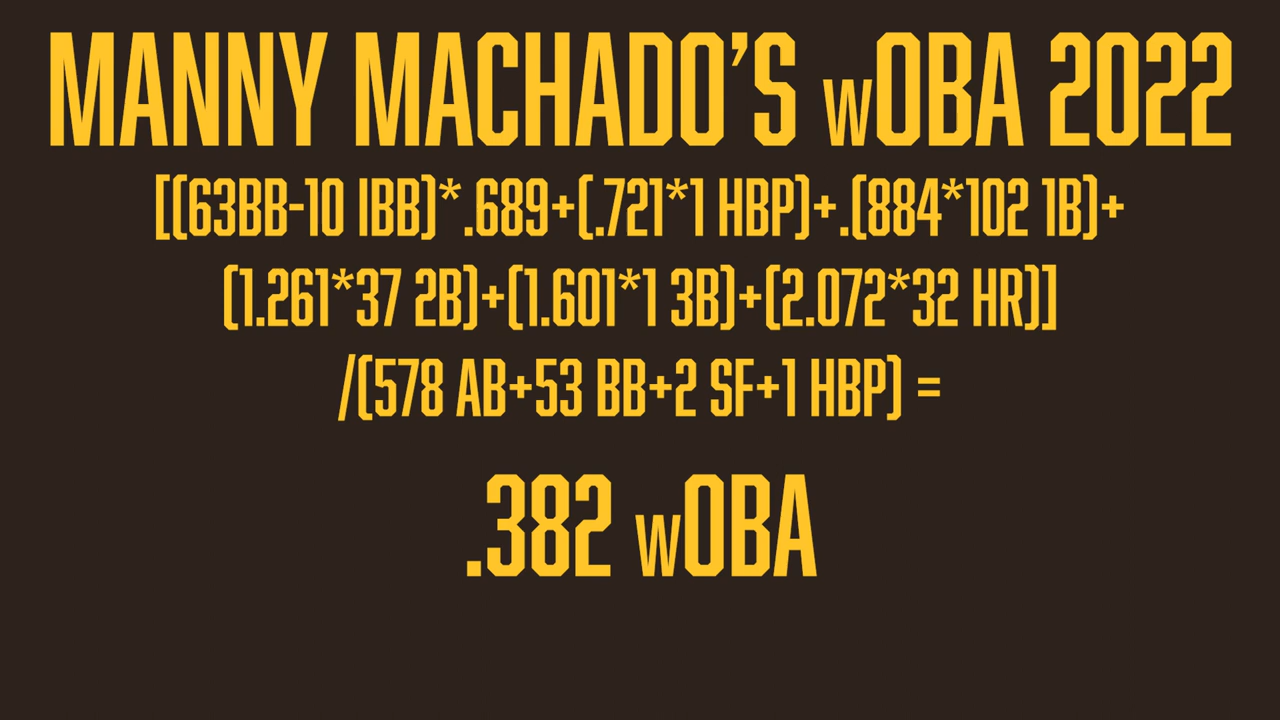 MANNY MACHADO’S wOBA 2022
[(63BB-10 IBB)*.689+(.721*1 HBP)+.(884*102 1B)+
(1.261*37 2B)+(1.601*1 3B)+(2.072*32 HR)]
/(578 AB+53 BB+2 SF+1 HBP) =
.382 wOBA